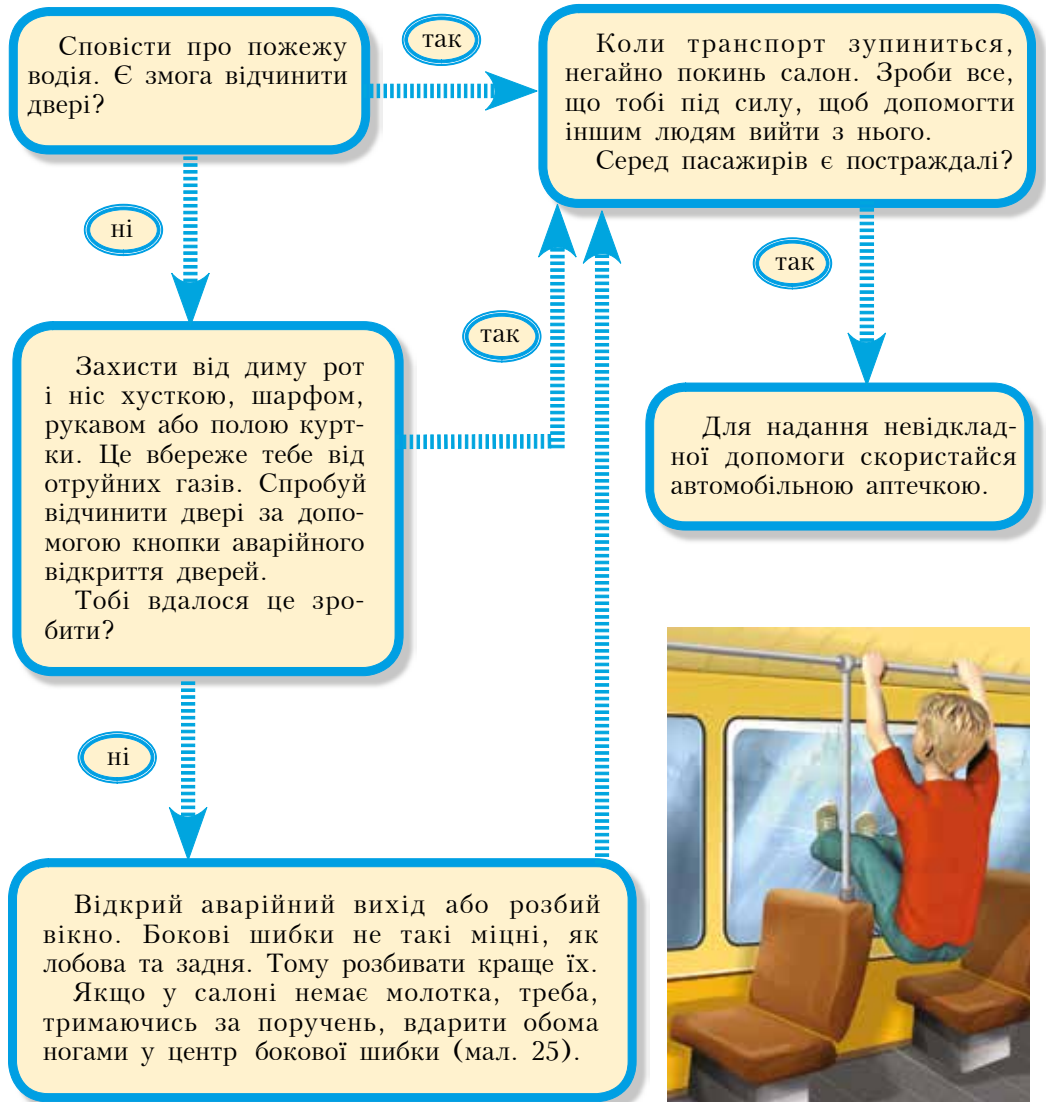 Сповісти про пожежу
водія. Є змога відчинити
двері?
так
Коли транспорт зупиниться,
негайно покинь салон. Зроби все,
що тобі під силу, щоб допомогти
іншим людям вийти з нього.
Серед пасажирів є постраждалі?
ні
так
так
Захисти від диму рот
і ніс хусткою, шарфом,
рукавом або полою курт-
ки. Це вбереже тебе від
отруйних газів. Спробуй
відчинити двері за допо-
могою кнопки аварійного
відкриття дверей.
Тобі вдалося це зро-
бити?
Для надання невідклад-
ної допомоги скористайся
автомобільною аптечкою.
ні
Відкрий аварійний вихід або розбий
вікно. Бокові шибки не такі міцні, як
лобова та задня. Тому розбивати краще їх.
Якщо у салоні немає молотка, треба,
тримаючись за поручень, вдарити обома
ногами у центр бокової шибки (мал. 25).